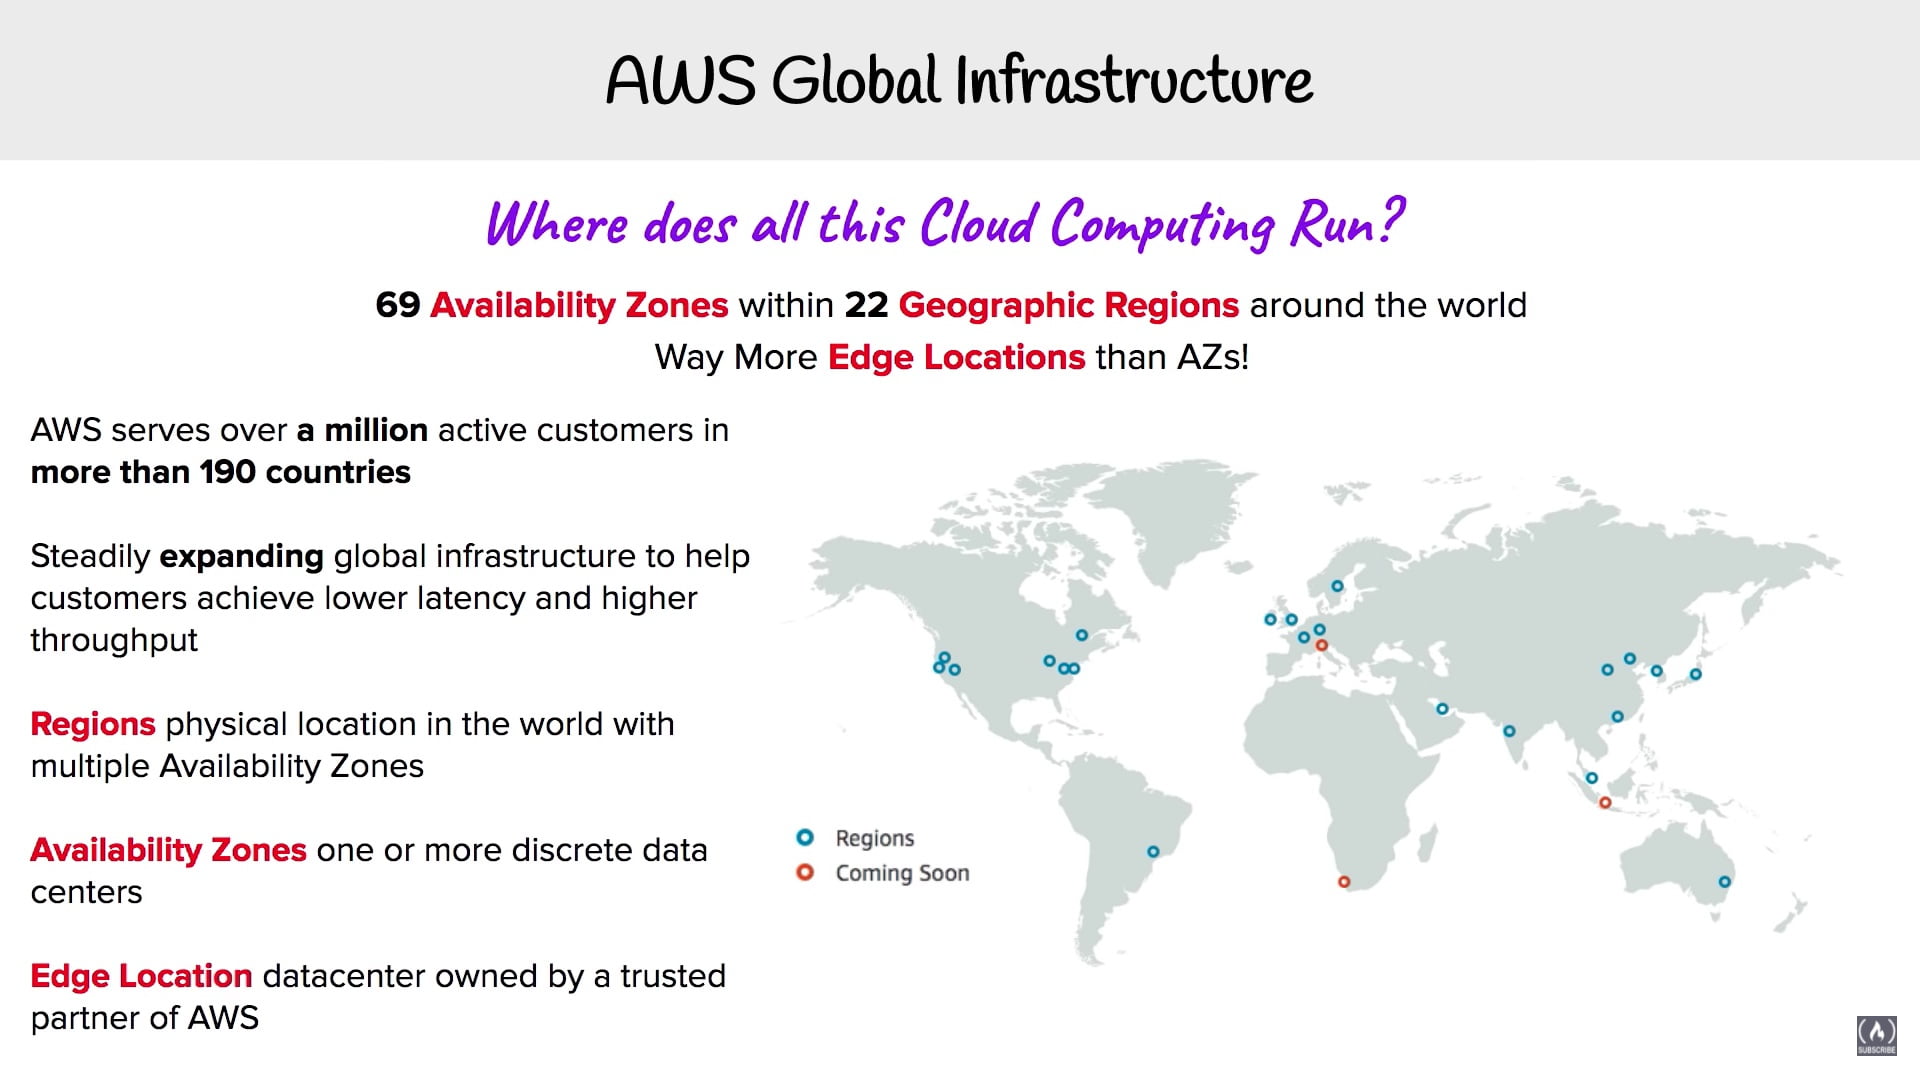 AWS Global Infrastructure
Where does all this Cloud Computing Run?
69 Availability Zones within 22 Geographic Regions around the world
Way More Edge Locations than AZs!
AWS serves over a million active customers in
more than 190 countries
Steadily expanding global infrastructure to help
customers achieve lower latency and higher
throughput
Regions physical location in the world with
multiple Availability Zones
Availability Zones one or more discrete data
centers
Edge Location datacenter owned by a trusted
partner of AWS
Regions
Coming Soon
SUBSCRIBE